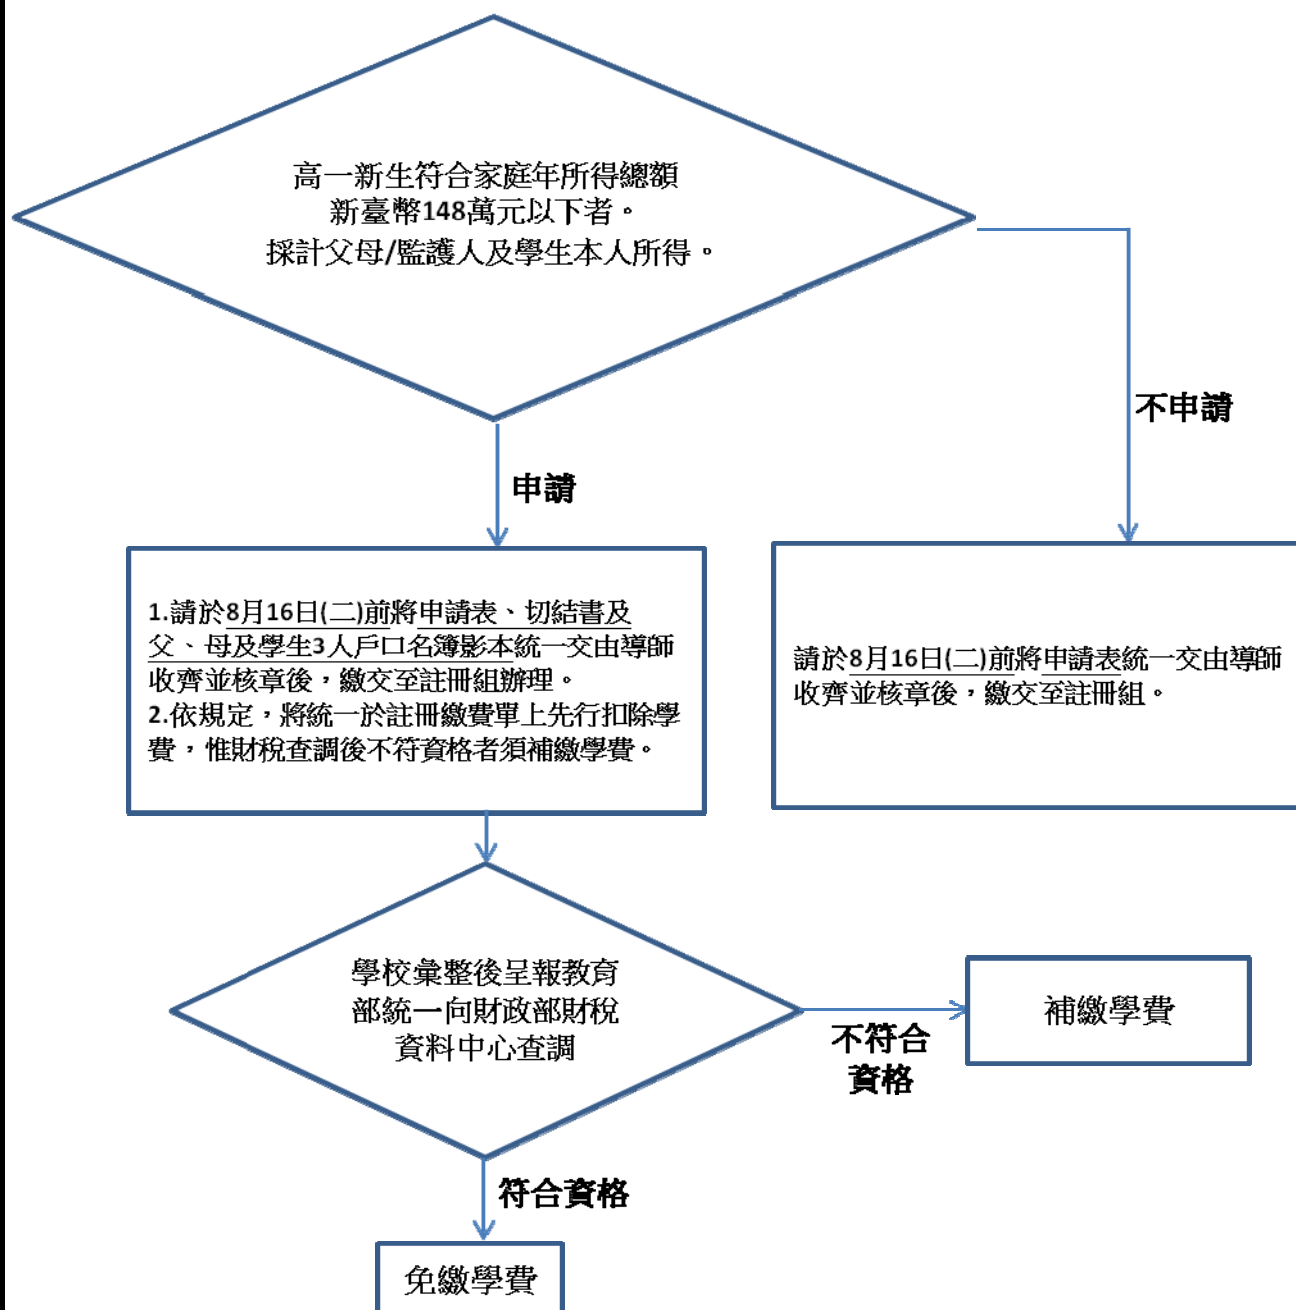 高一新生符合家庭年所得總額
新臺幣148萬元以下者。
採計父母/監護人及學生本人所得。
不申請
申請
1.請於8月16日(二)前將申請表、切結書及
父、母及學生3人戶口名簿影本統一交由導師
收齊並核章後，繳交至註冊組辦理。
2.依規定，將統一於註冊繳費單上先行扣除學
費，惟財稅查調後不符資格者須補繳學費。
請於8月16日(二)前將申請表統一交由導師
收齊並核章後，繳交至註冊組。
學校彙整後呈報教育
部統一向財政部財稅
資料中心查調
不符合
資格
補繳學費
符合資格
免繳學費